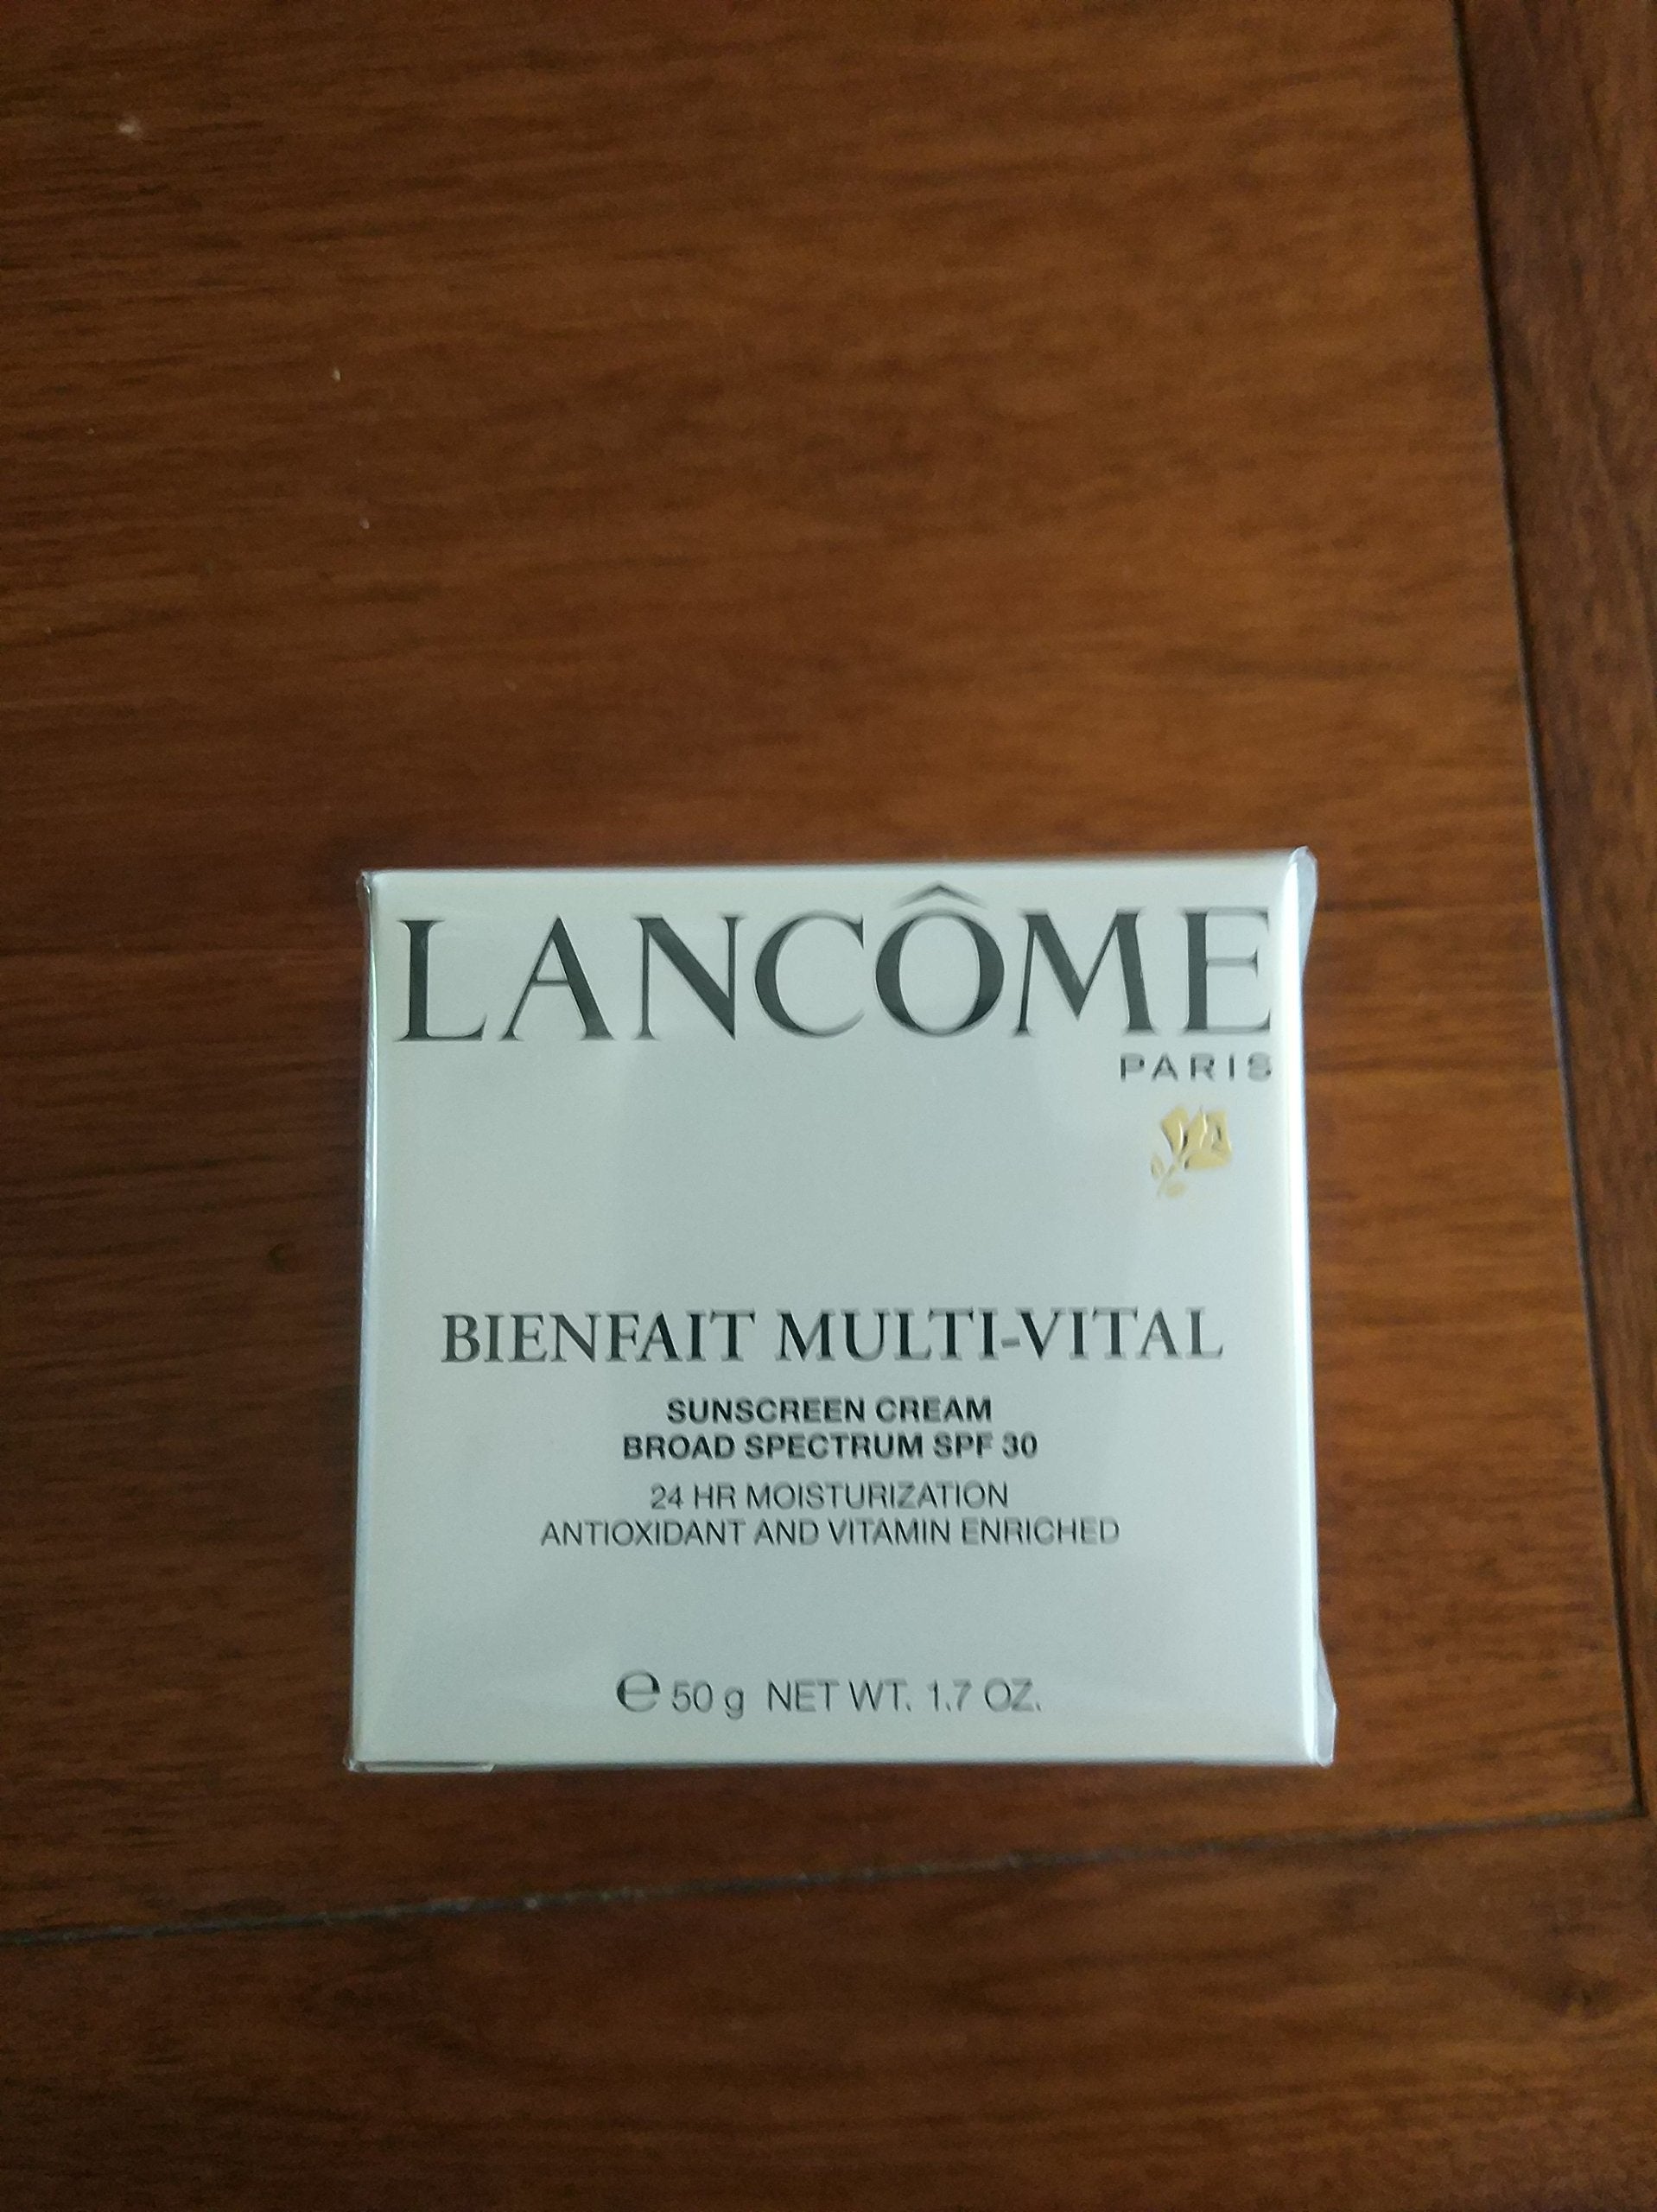 LANCÔME
PARIS
BIENFAIT MULTI-VITAL
SUNSCREEN CREAM
BROAD SPECTRUM SPF 30
24 HR MOISTURIZATION
ANTIOXIDANT AND VITAMIN ENRICHED
℮ 50 g NET WT. 1.7 OZ.